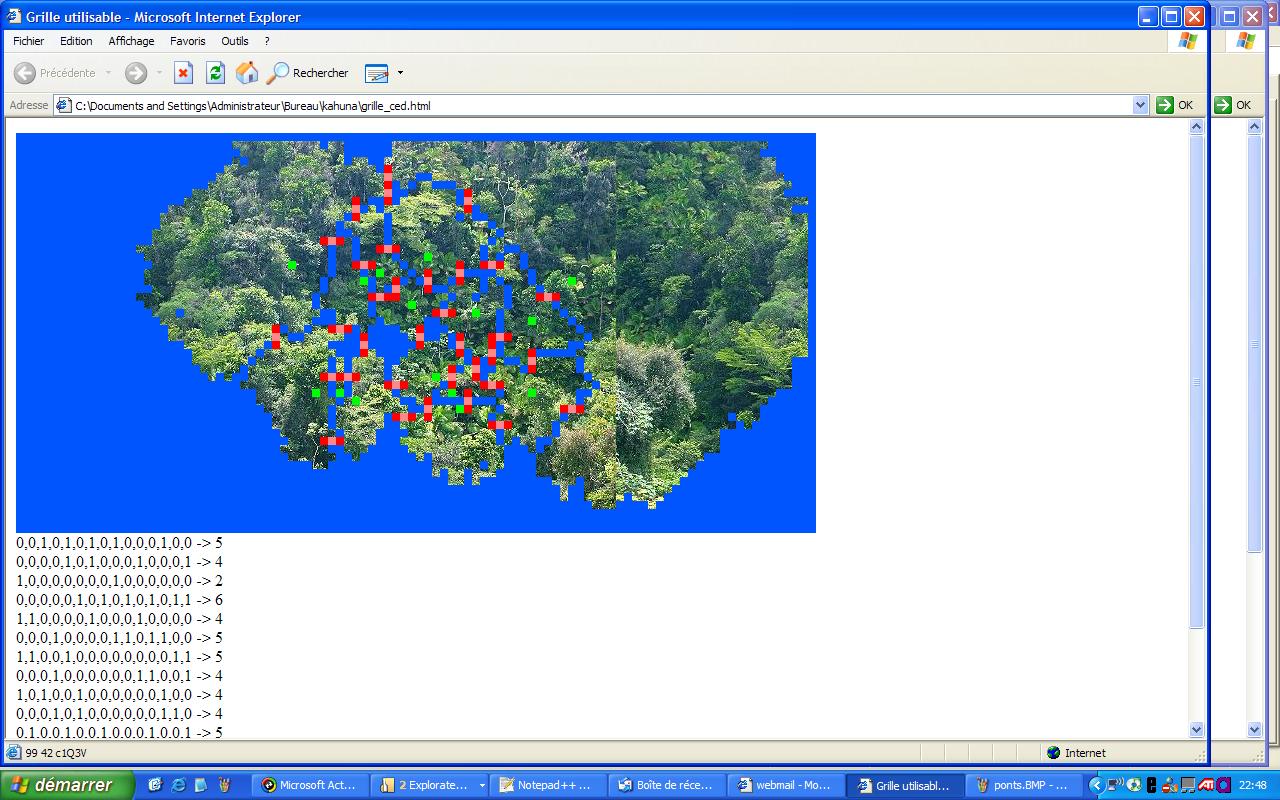 Grille utilisable - Microsoft Internet Explorer
Fichier Edition Affichage Favoris Outils ?
Précédente Rechercher
Adresse C:\Documents and Settings\Administrateur\Bureau\kahuna\grille_ced.html OK OK
0,0,1,0,1,0,1,0,1,0,0,0,1,0,0 -> 5
0,0,0,0,1,0,1,0,0,0,1,0,0,0,1 -> 4
1,0,0,0,0,0,0,0,1,0,0,0,0,0,0 -> 2
0,0,0,0,0,1,0,1,0,1,0,1,0,1,1 -> 6
1,1,0,0,0,0,1,0,0,0,1,0,0,0,0 -> 4
0,0,0,1,0,0,0,0,1,1,0,1,1,0,0 -> 5
1,1,0,0,1,0,0,0,0,0,0,0,0,1,1 -> 5
0,0,0,1,0,0,0,0,0,0,1,1,0,0,1 -> 4
1,0,1,0,0,1,0,0,0,0,0,0,1,0,0 -> 4
0,0,0,1,0,1,0,0,0,0,0,0,1,1,0 -> 4
0,1,0,0,1,0,0,1,0,0,0,1,0,0,1 -> 5
99 42 c1Q3V Internet
démarrer Microsoft Act... 2 Explorate... Notepad++ ... Boîte de réce... webmail - Mo... Grille utilisabl... ponts.BMP - ... 22:48